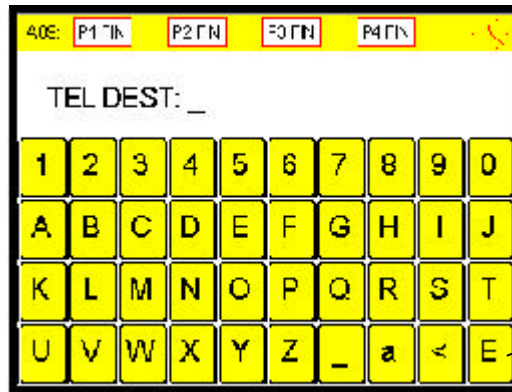 P1 FIN P2 FIN P3 FIN P4 FIN
TEL DEST: _
1 2 3 4 5 6 7 8 9 0
A B C D E F G H I J
K L M N O P Q R S T
U V W X Y Z _ a < E